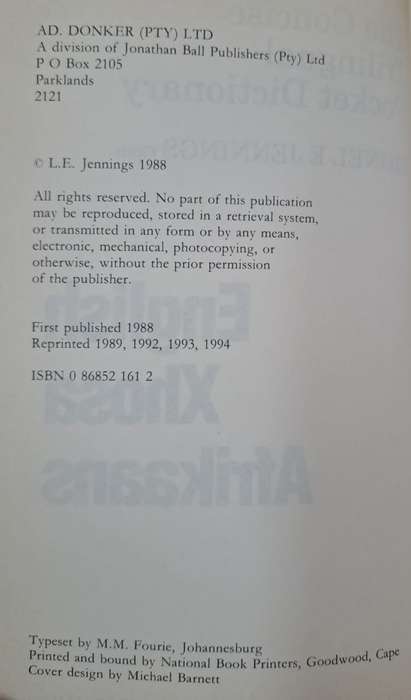 AD. DONKER (PTY) LTD
A division of Jonathan Ball Publishers (Pty) Ltd
P O Box 2105
Parklands
2121
© L.E. Jennings 1988
All rights reserved. No part of this publication
may be reproduced, stored in a retrieval system,
or transmitted in any form or by any means,
electronic, mechanical, photocopying, or
otherwise, without the prior permission
of the publisher.
First published 1988
Reprinted 1989, 1992, 1993, 1994
ISBN 0 86852 161 2
English
Xhosa
Afrikaans
Typeset by M.M. Fourie, Johannesburg
Printed and bound by National Book Printers, Goodwood, Cape
Cover design by Michael Barnett